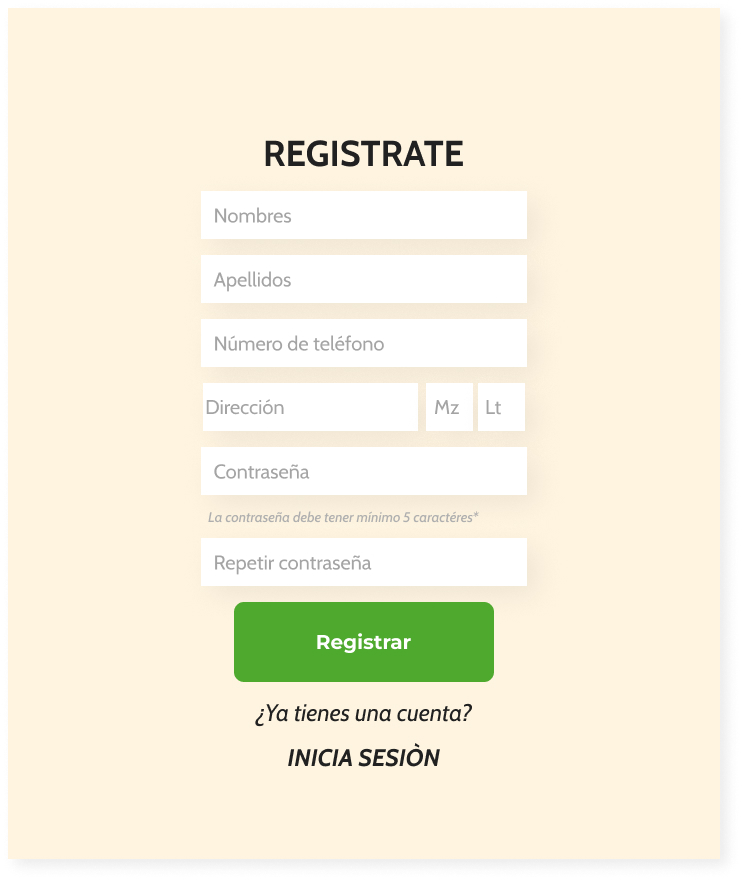 REGISTRATE
Nombres
Apellidos
Número de teléfono
Dirección Mz Lt
Contraseña
La contraseña debe tener mínimo 5 caractéres*
Repetir contraseña
Registrar
¿Ya tienes una cuenta?
INICIA SESIÒN